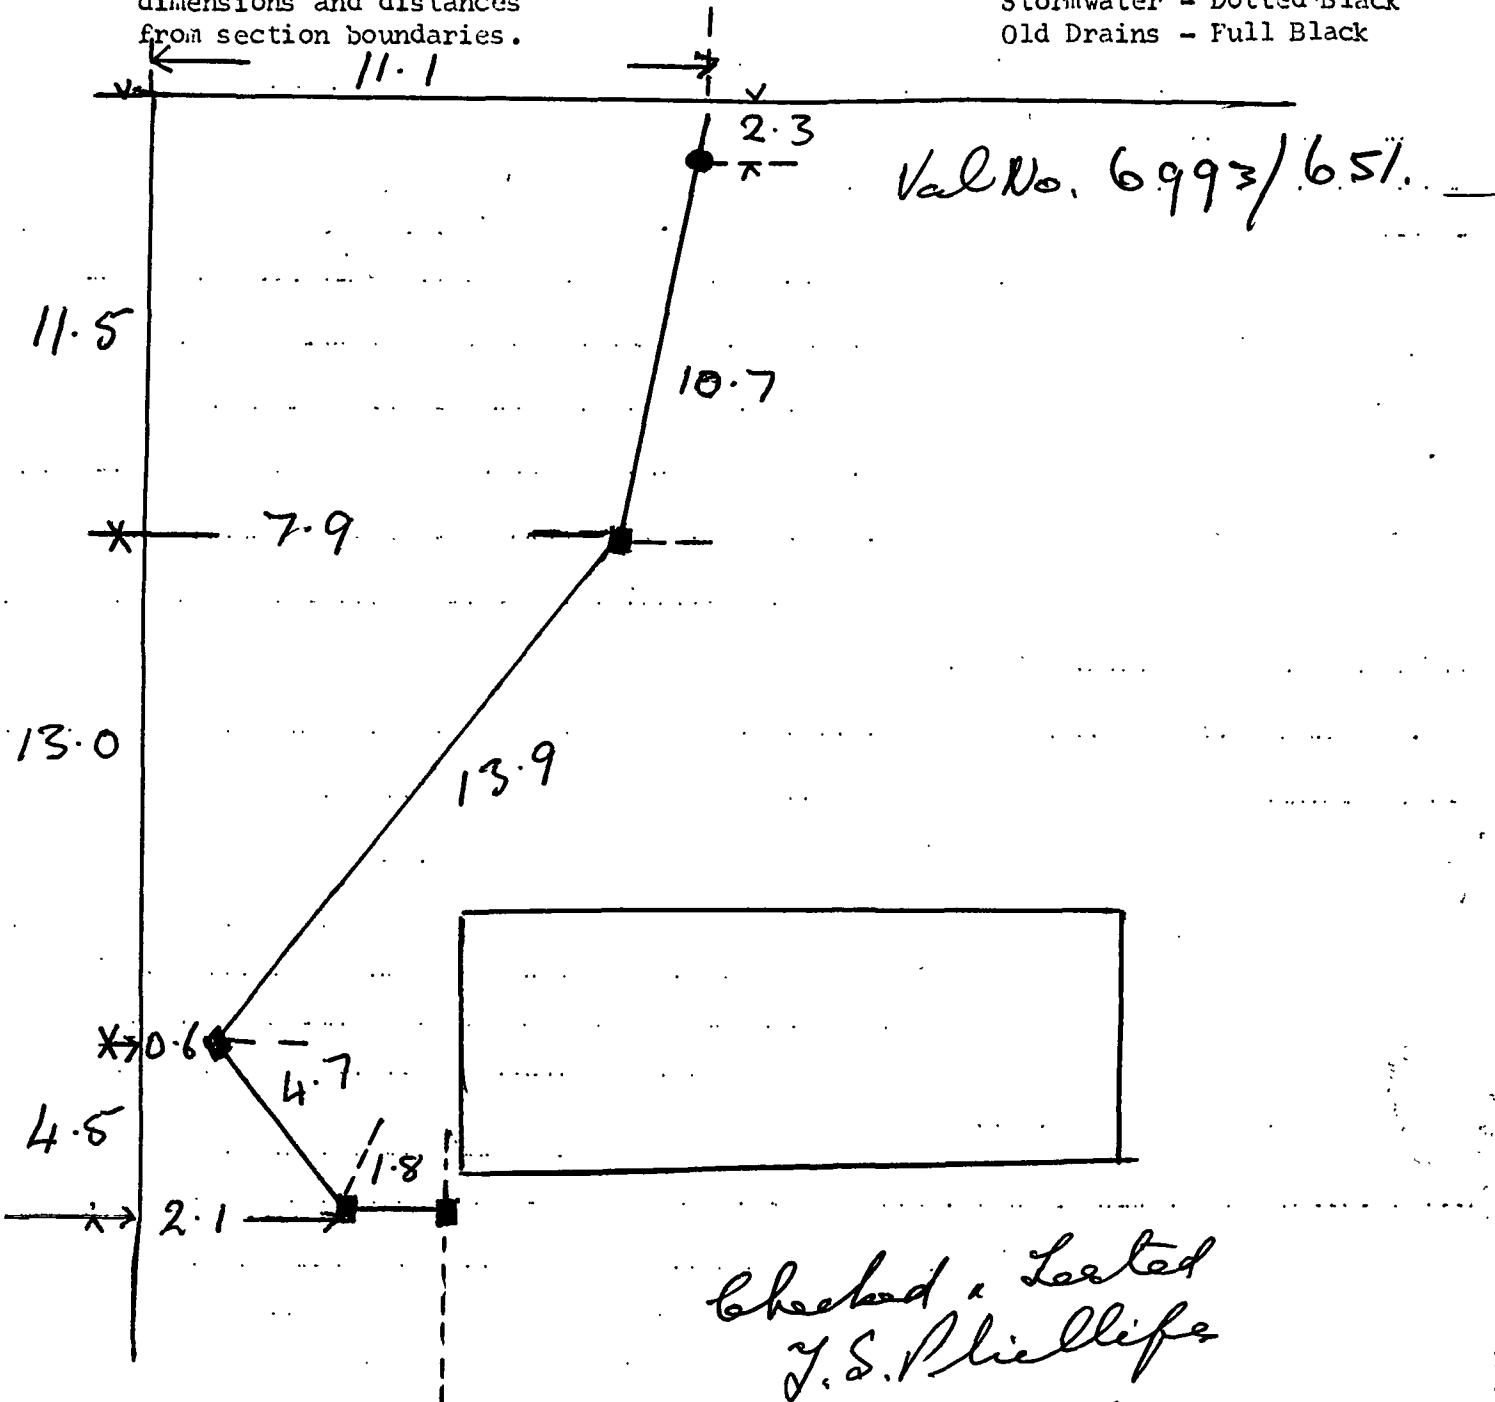 dimensions and distances
from section boundaries.
Stormwater - Dotted Black
Old Drains - Full Black
11.1
2.3
Val No. 6993/651.
11.5
10.7
7.9
13.0
13.9
0.6
4.7
4.5
1.8
2.1
Checked & Tested
J. S. Phillips